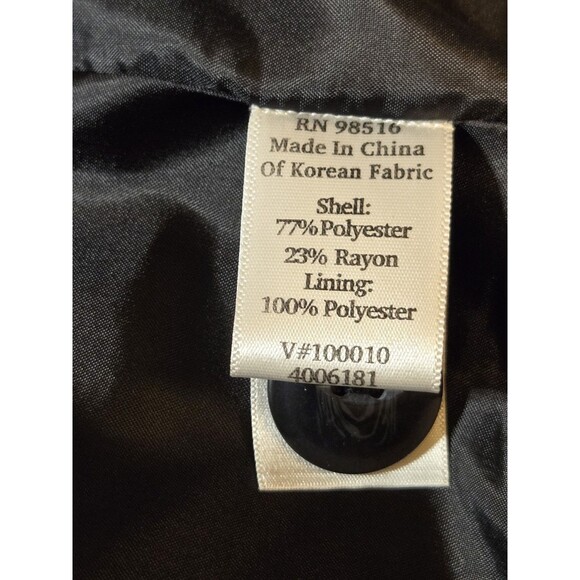 RN 98516
Made In China
Of Korean Fabric
Shell:
77%Polyester
23% Rayon
Lining:
100% Polyester
V#100010
4006181